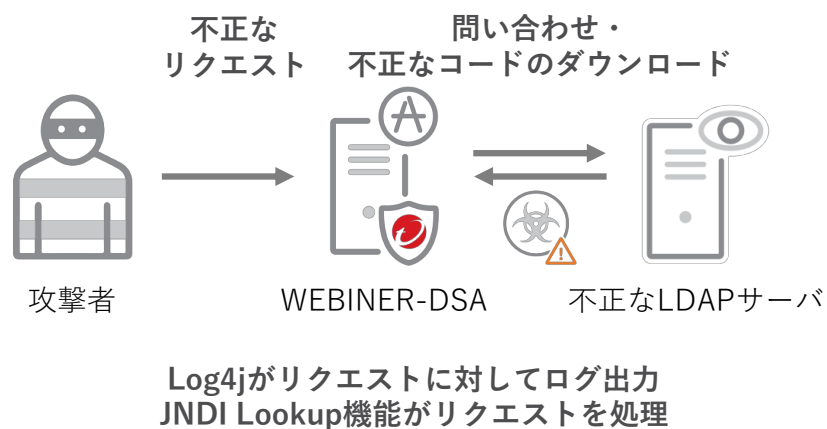 不正な
リクエスト
問い合わせ・
不正なコードのダウンロード
攻撃者
WEBINER-DSA
不正なLDAPサーバ
Log4jがリクエストに対してログ出力
JNDI Lookup機能がリクエストを処理